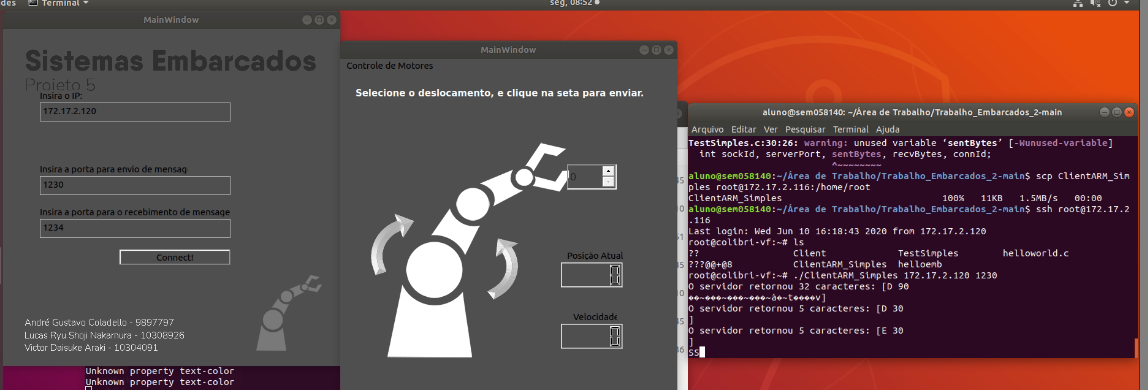 des Terminal
seg, 08:52
MainWindow
Sistemas Embarcados
Projeto 5
Insira o IP:
172.17.2.120
Insira a porta para envio de mensag
1230
Insira a porta para o recebimento de mensage
1234
Connect!
André Gustavo Coladello - 9897797
Lucas Ryu Shoji Nakamura - 10308926
Victor Daisuke Araki - 10304091
Unknown property text-color
Unknown property text-color
MainWindow
Controle de Motores
Selecione o deslocamento, e clique na seta para enviar.
0
Posição Atual
0
Velocidade
0
aluno@sem058140: ~/Área de Trabalho/Trabalho_Embarcados_2-main
Arquivo Editar Ver Pesquisar Terminal Ajuda
TestSimples.c:30:26: warning: unused variable ‘sentBytes’ [-Wunused-variable]
int sockId, serverPort, sentBytes, recvBytes, connId;
^~~~~~~~~
aluno@sem058140:~/Área de Trabalho/Trabalho_Embarcados_2-main$ scp ClientARM_Sim
ples root@172.17.2.116:/home/root
ClientARM_Simples 100% 11KB 1.5MB/s 00:00
aluno@sem058140:~/Área de Trabalho/Trabalho_Embarcados_2-main$ ssh root@172.17.2
.116
Last login: Wed Jun 10 16:18:43 2020 from 172.17.2.120
root@colibri-vf:~# ls
?? Client TestSimples helloworld.c
???@@+@8 ClientARM_Simples helloemb
root@colibri-vf:~# ./ClientARM_Simples 172.17.2.120 1230
O servidor retornou 32 caracteres: [D 90
��~���~���~���~à�~t����v]
O servidor retornou 5 caracteres: [D 30
]
O servidor retornou 5 caracteres: [E 30
]
SS